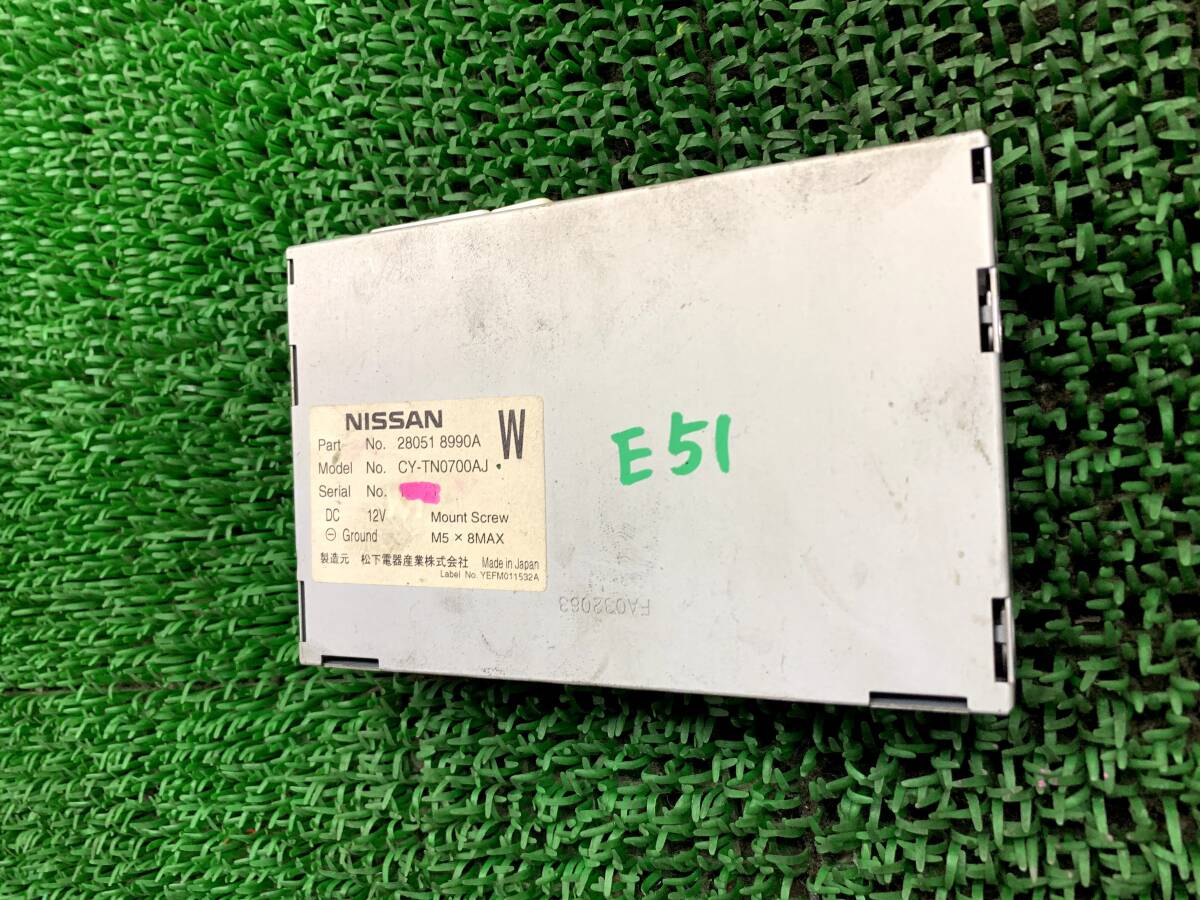 NISSAN W
Part No. 28051 8990A
Model No. CY-TN0700AJ
Serial No.
DC 12V Mount Screw
⊖ Ground M5 × 8MAX
製造元 松下電器産業株式会社 Made in Japan
Label No. YEFM011532A
E51
FA032063